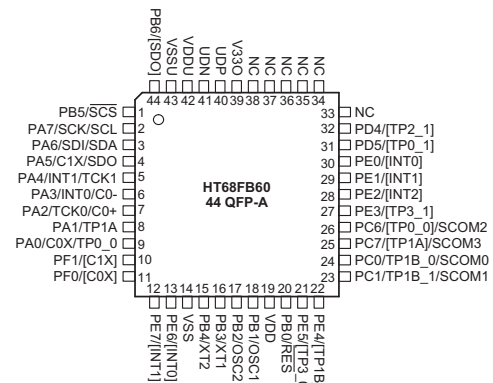 PB6/[SDO]
VSSU
VDDU
UDN
UDP
V33O
NC
NC
NC
NC
NC
44 43 42 41 40 39 38 37 36 35 34
PB5/SCS 1
PA7/SCK/SCL 2
PA6/SDI/SDA 3
PA5/C1X/SDO 4
PA4/INT1/TCK1 5
PA3/INT0/C0- 6
PA2/TCK0/C0+ 7
PA1/TP1A 8
PA0/C0X/TP0_0 9
PF1/[C1X] 10
PF0/[C0X] 11
HT68FB60
44 QFP-A
33 NC
32 PD4/[TP2_1]
31 PD5/[TP0_1]
30 PE0/[INT0]
29 PE1/[INT1]
28 PE2/[INT2]
27 PE3/[TP3_1]
26 PC6/[TP0_0]/SCOM2
25 PC7/[TP1A]/SCOM3
24 PC0/TP1B_0/SCOM0
23 PC1/TP1B_1/SCOM1
12 13 14 15 16 17 18 19 20 21 22
PE7/[INT1]
PE6/[INT0]
VSS
PB4/XT2
PB3/XT1
PB2/OSC2
PB1/OSC1
VDD
PB0/RES
PE5/[TP3_
PE4/[TP1B